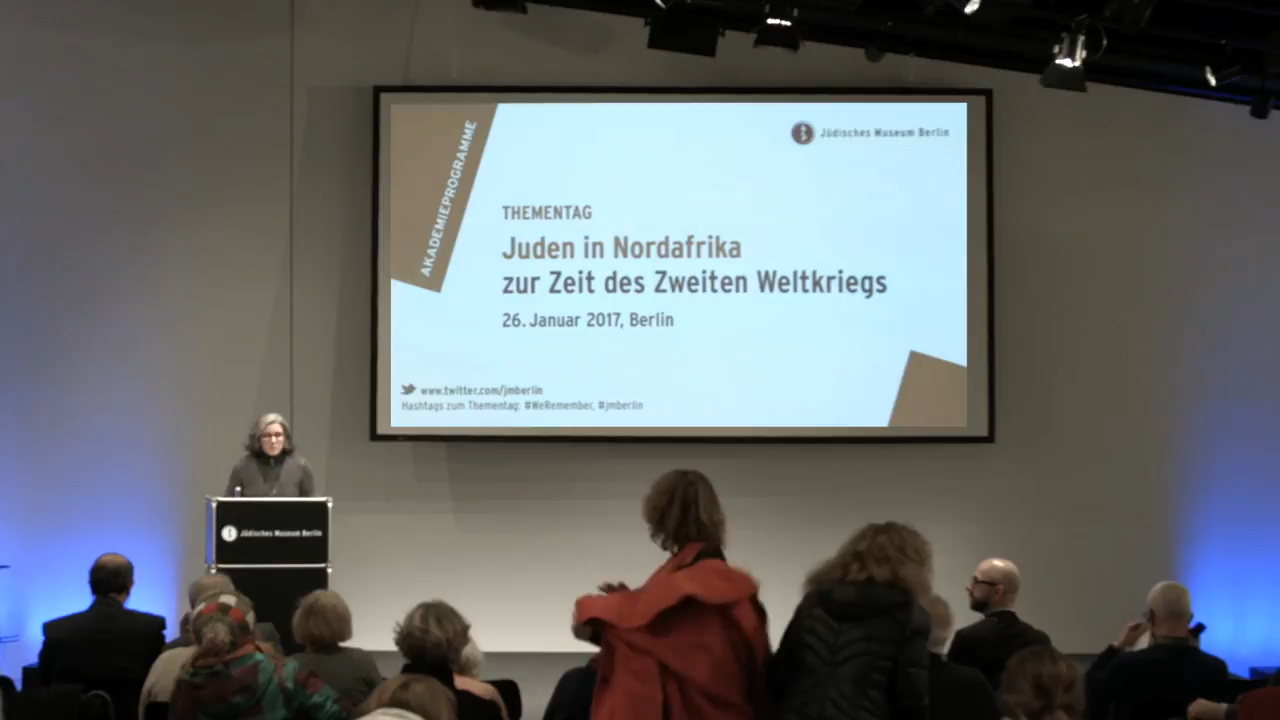 AKADEMIEPROGRAMME
Jüdisches Museum Berlin
THEMENTAG
Juden in Nordafrika
zur Zeit des Zweiten Weltkriegs
26. Januar 2017, Berlin
www.twitter.com/jmberlin
Hashtags zum Thementag: #WeRemember, #jmberlin
Jüdisches Museum Berlin